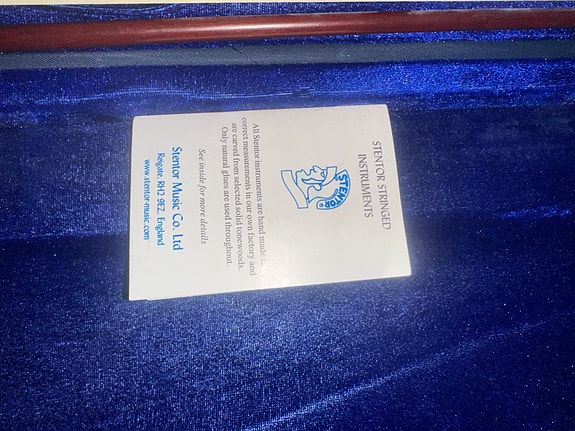 STENTOR STRINGED
INSTRUMENTS
STENTOR®
All Stentor instruments are hand made to
correct measurements in our own factory and
are carved from selected solid tonewoods.
Only natural glues are used throughout.
See inside for more details
Stentor Music Co. Ltd
Reigate, RH2 9EZ, England
www.stentor-music.com